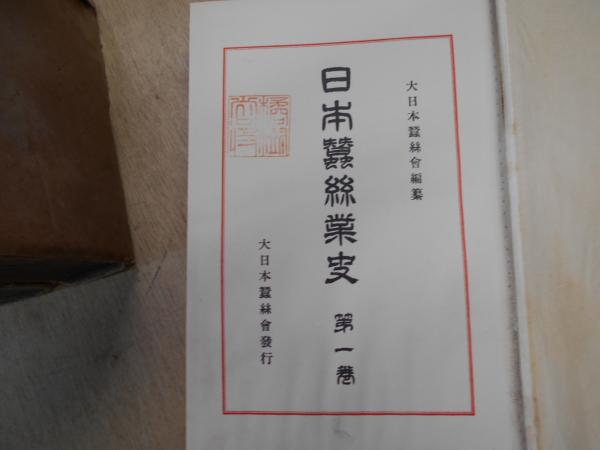 大日本蠶絲會編纂
日本蠶絲業史 第一卷
大日本蠶絲會發行